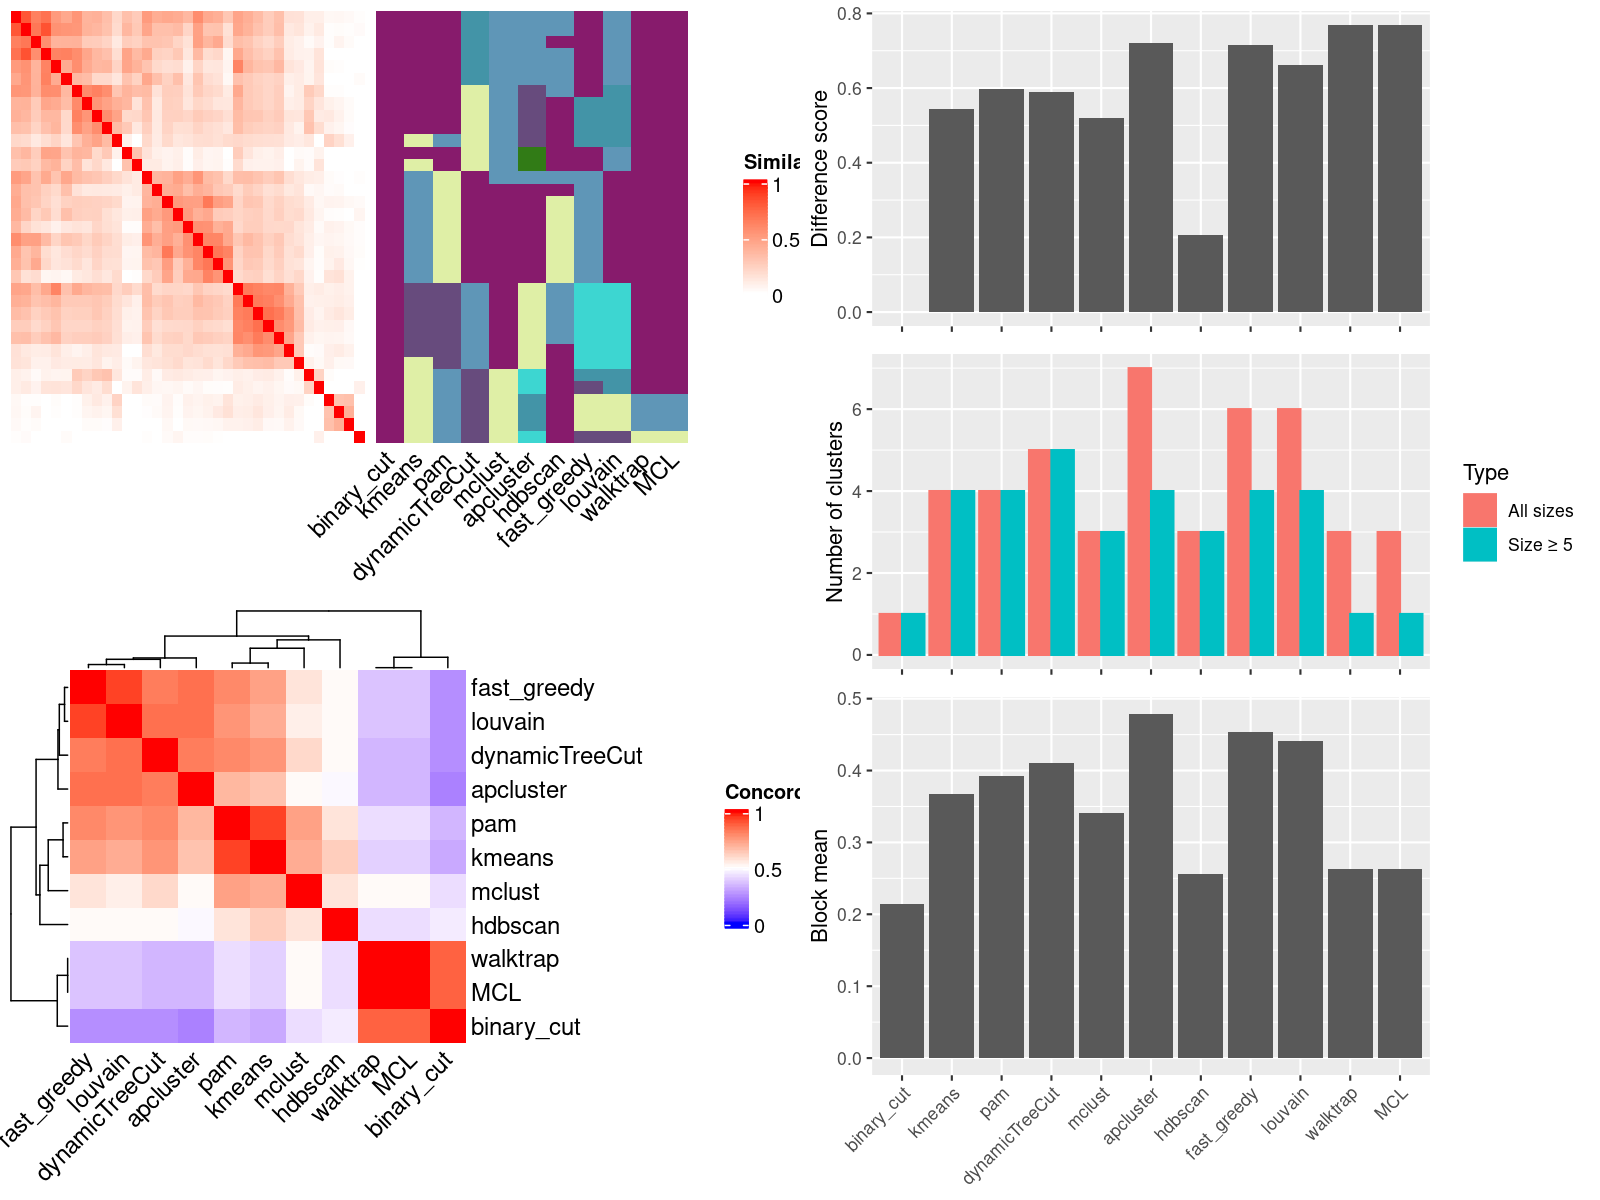 Simila
1
0.5
0
binary_cut
kmeans
pam
dynamicTreeCut
mclust
apcluster
hdbscan
fast_greedy
louvain
walktrap
MCL
fast_greedy
louvain
dynamicTreeCut
apcluster
pam
kmeans
mclust
hdbscan
walktrap
MCL
binary_cut
Concord
1
0.5
0
fast_greedy
louvain
dynamicTreeCut
apcluster
pam
kmeans
mclust
hdbscan
walktrap
MCL
binary_cut
Difference score
0.8
0.6
0.4
0.2
0.0
Number of clusters
6
4
2
0
Type
All sizes
Size ≥ 5
Block mean
0.5
0.4
0.3
0.2
0.1
0.0
binary_cut
kmeans
pam
dynamicTreeCut
mclust
apcluster
hdbscan
fast_greedy
louvain
walktrap
MCL